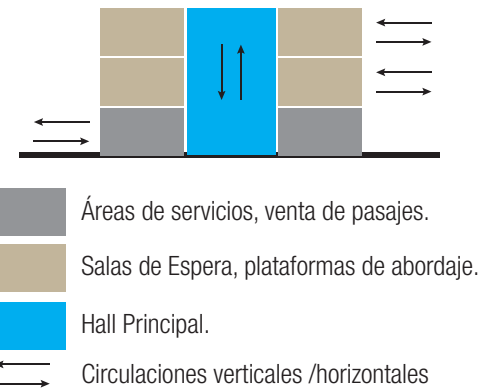 Áreas de servicios, venta de pasajes.
Salas de Espera, plataformas de abordaje.
Hall Principal.
Circulaciones verticales /horizontales